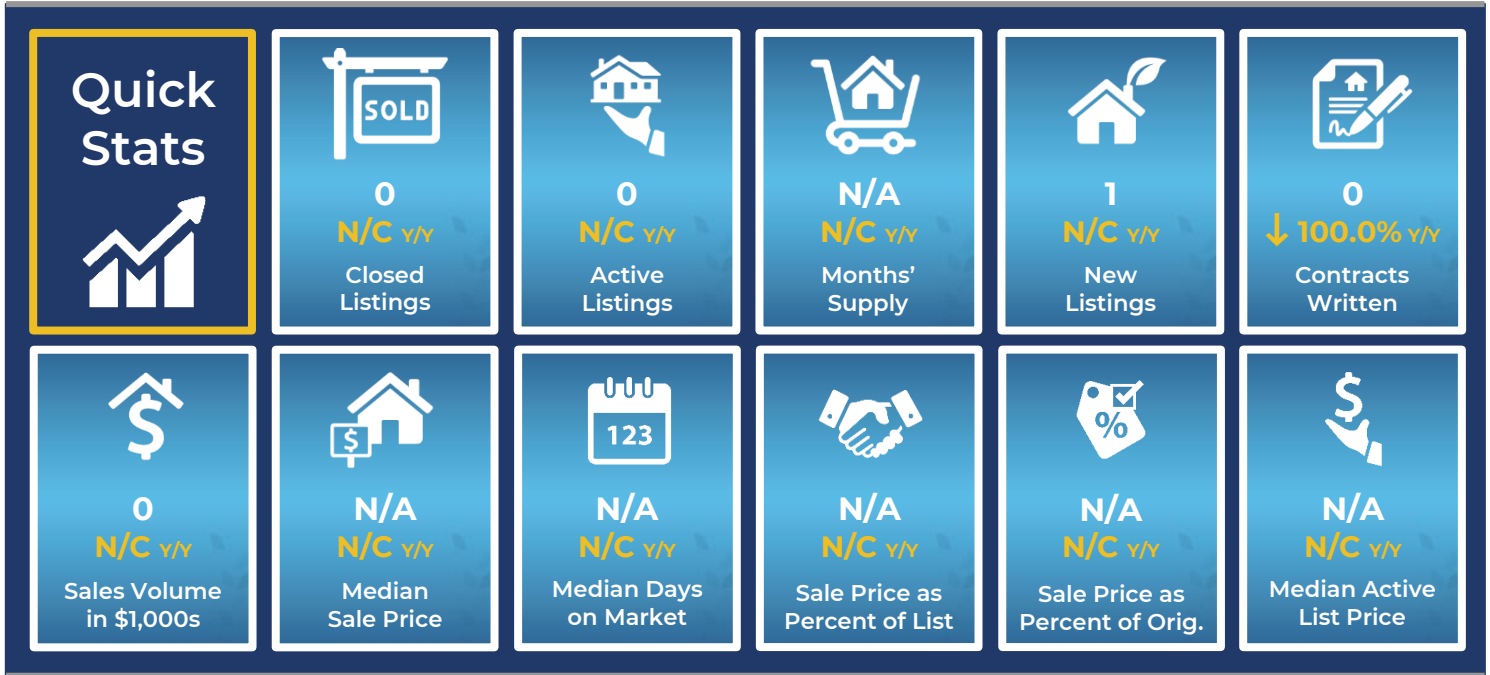 Quick
Stats
SOLD
0
N/C Y/Y
Closed
Listings
0
N/C Y/Y
Active
Listings
N/A
N/C Y/Y
Months’
Supply
1
N/C Y/Y
New
Listings
0
↓ 100.0% Y/Y
Contracts
Written
$
0
N/C Y/Y
Sales Volume
in $1,000s
$
N/A
N/C Y/Y
Median
Sale Price
123
N/A
N/C Y/Y
Median Days
on Market
N/A
N/C Y/Y
Sale Price as
Percent of List
%
N/A
N/C Y/Y
Sale Price as
Percent of Orig.
$
N/A
N/C Y/Y
Median Active
List Price